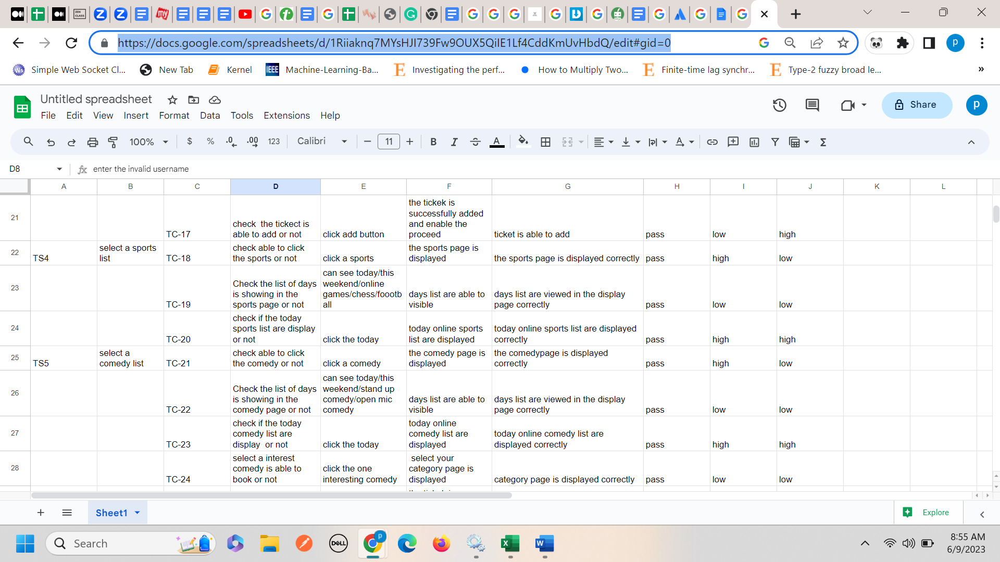 https://docs.google.com/spreadsheets/d/1Riiaknq7MYsHJI739Fw9OUX5QiIE1Lf4CddKmUvHbdQ/edit#gid=0
Simple Web Socket Cl... New Tab Kernel IEEE Machine-Learning-Ba... Investigating the perf... How to Multiply Two... Finite-time lag synchr... Type-2 fuzzy broad le... »
Untitled spreadsheet
File Edit View Insert Format Data Tools Extensions Help
Share p
100% $ % .0 .00 123 Calibri 11 B I A
D8 fx enter the invalid username
A B C D E F G H I J K L
21 TC-17 check  the tickect is able to add or not click add button the tickek is successfully added and enable the proceed ticket is able to add pass low high
22 TS4 select a sports list TC-18 check able to click the sports or not click a sports the sports page is displayed the sports page is displayed correctly pass high low
23 TC-19 Check the list of days is showing in the sports page or not can see today/this weekend/online games/chess/foootball days list are able to visible days list are viewed in the display page correctly pass low low
24 TC-20 check if the today sports list are display or not click the today today online sports list are displayed today online sports list are displayed correctly pass high high
25 TS5 select a comedy list TC-21 check able to click the comedy or not click a comedy the comedy page is displayed the comedypage is displayed correctly pass high low
26 TC-22 Check the list of days is showing in the comedy page or not can see today/this weekend/stand up comedy/open mic comedy days list are able to visible days list are viewed in the display page correctly pass low low
27 TC-23 check if the today comedy list are display  or not click the today today online comedy list are displayed today online comedy list are displayed correctly pass high high
28 TC-24 select a interest comedy is able to book or not click the one interesting comedy select your category page is displayed category page is displayed correctly pass low low
Sheet1 Explore
Search DELL 8:55 AM
6/9/2023